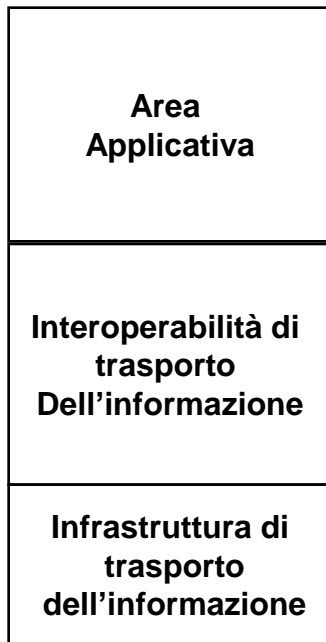 Area
Applicativa
Interoperabilità di
trasporto
Dell’informazione
Infrastruttura di
trasporto
dell’informazione